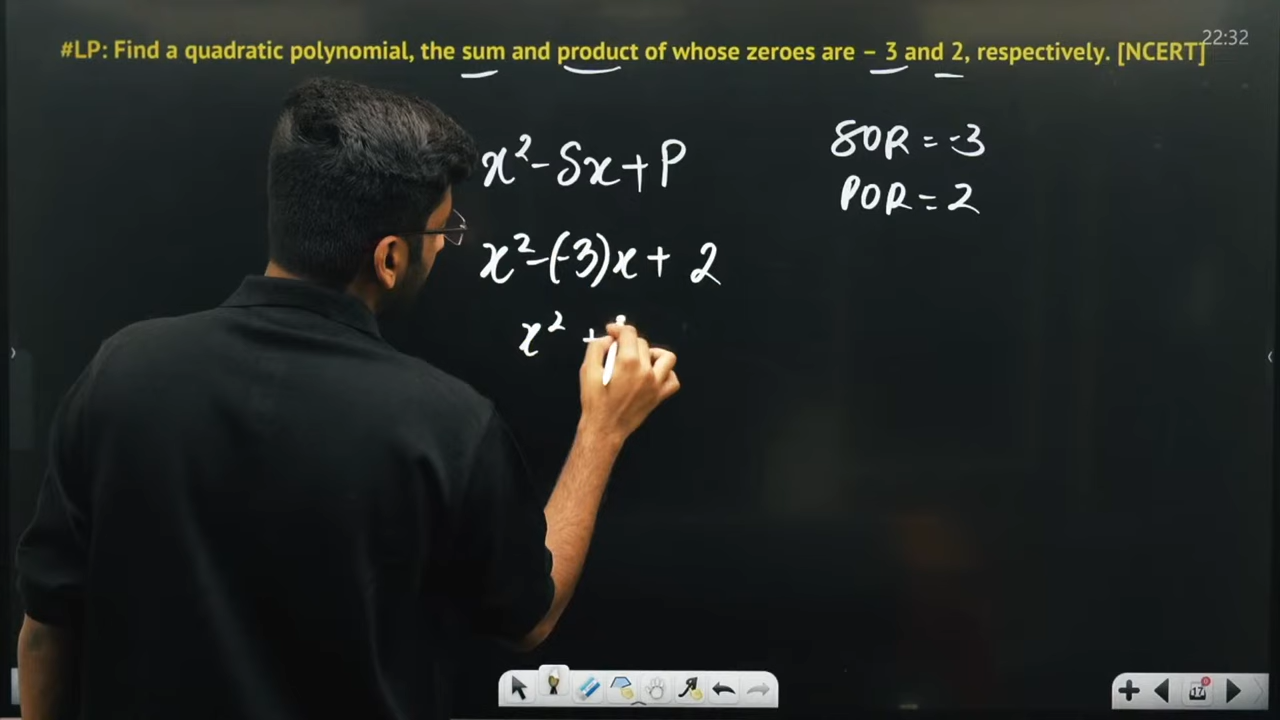 #LP: Find a quadratic polynomial, the sum and product of whose zeroes are – 3 and 2, respectively. [NCERT]
22:32
x² - Sx + P
SOR = -3
POR = 2
x² - (-3)x + 2
x² +
17